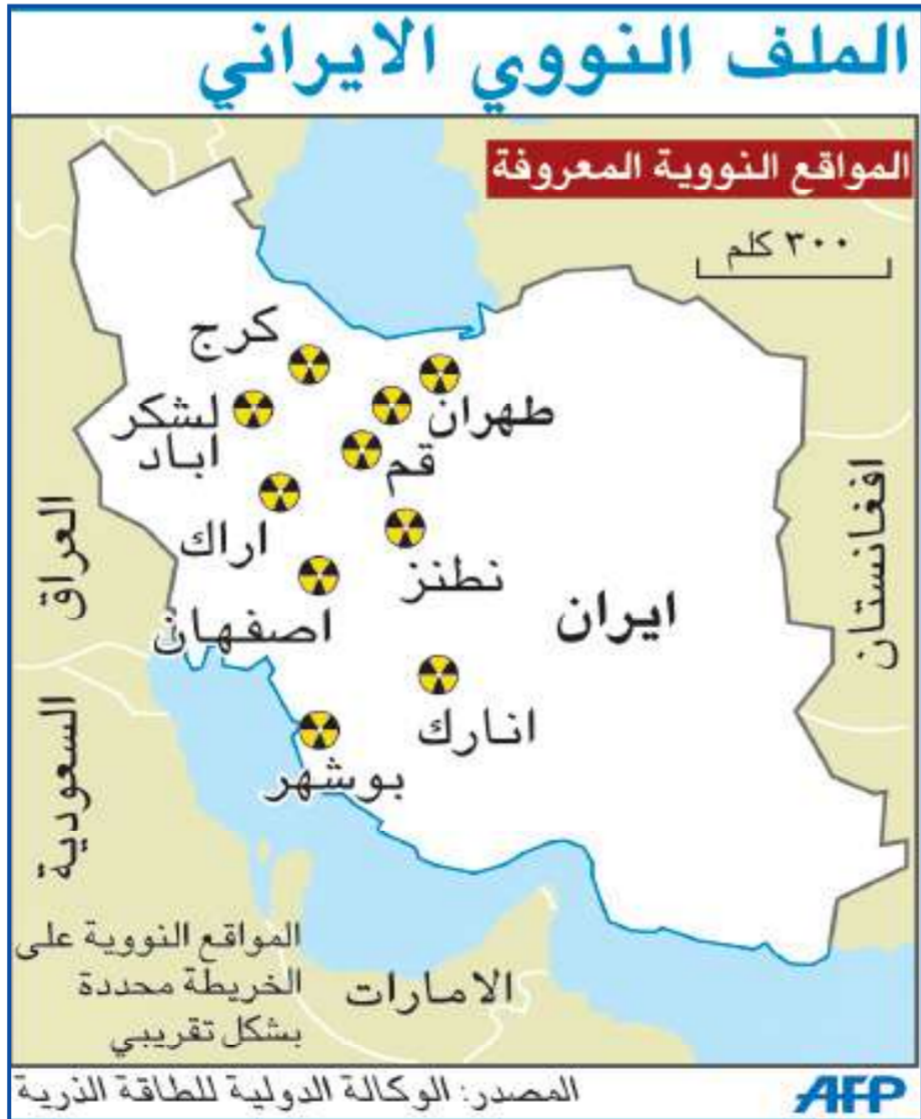 الملف النووي الايراني
المواقع النووية المعروفة
٣٠٠ كلم
كرج
لشكر
اباد
طهران
قم
اراك
نطنز
اصفهان
ايران
انارك
بوشهر
العراق
افغانستان
السعودية
الامارات
المواقع النووية على
الخريطة محددة
بشكل تقريبي
المصدر: الوكالة الدولية للطاقة الذرية
AFP